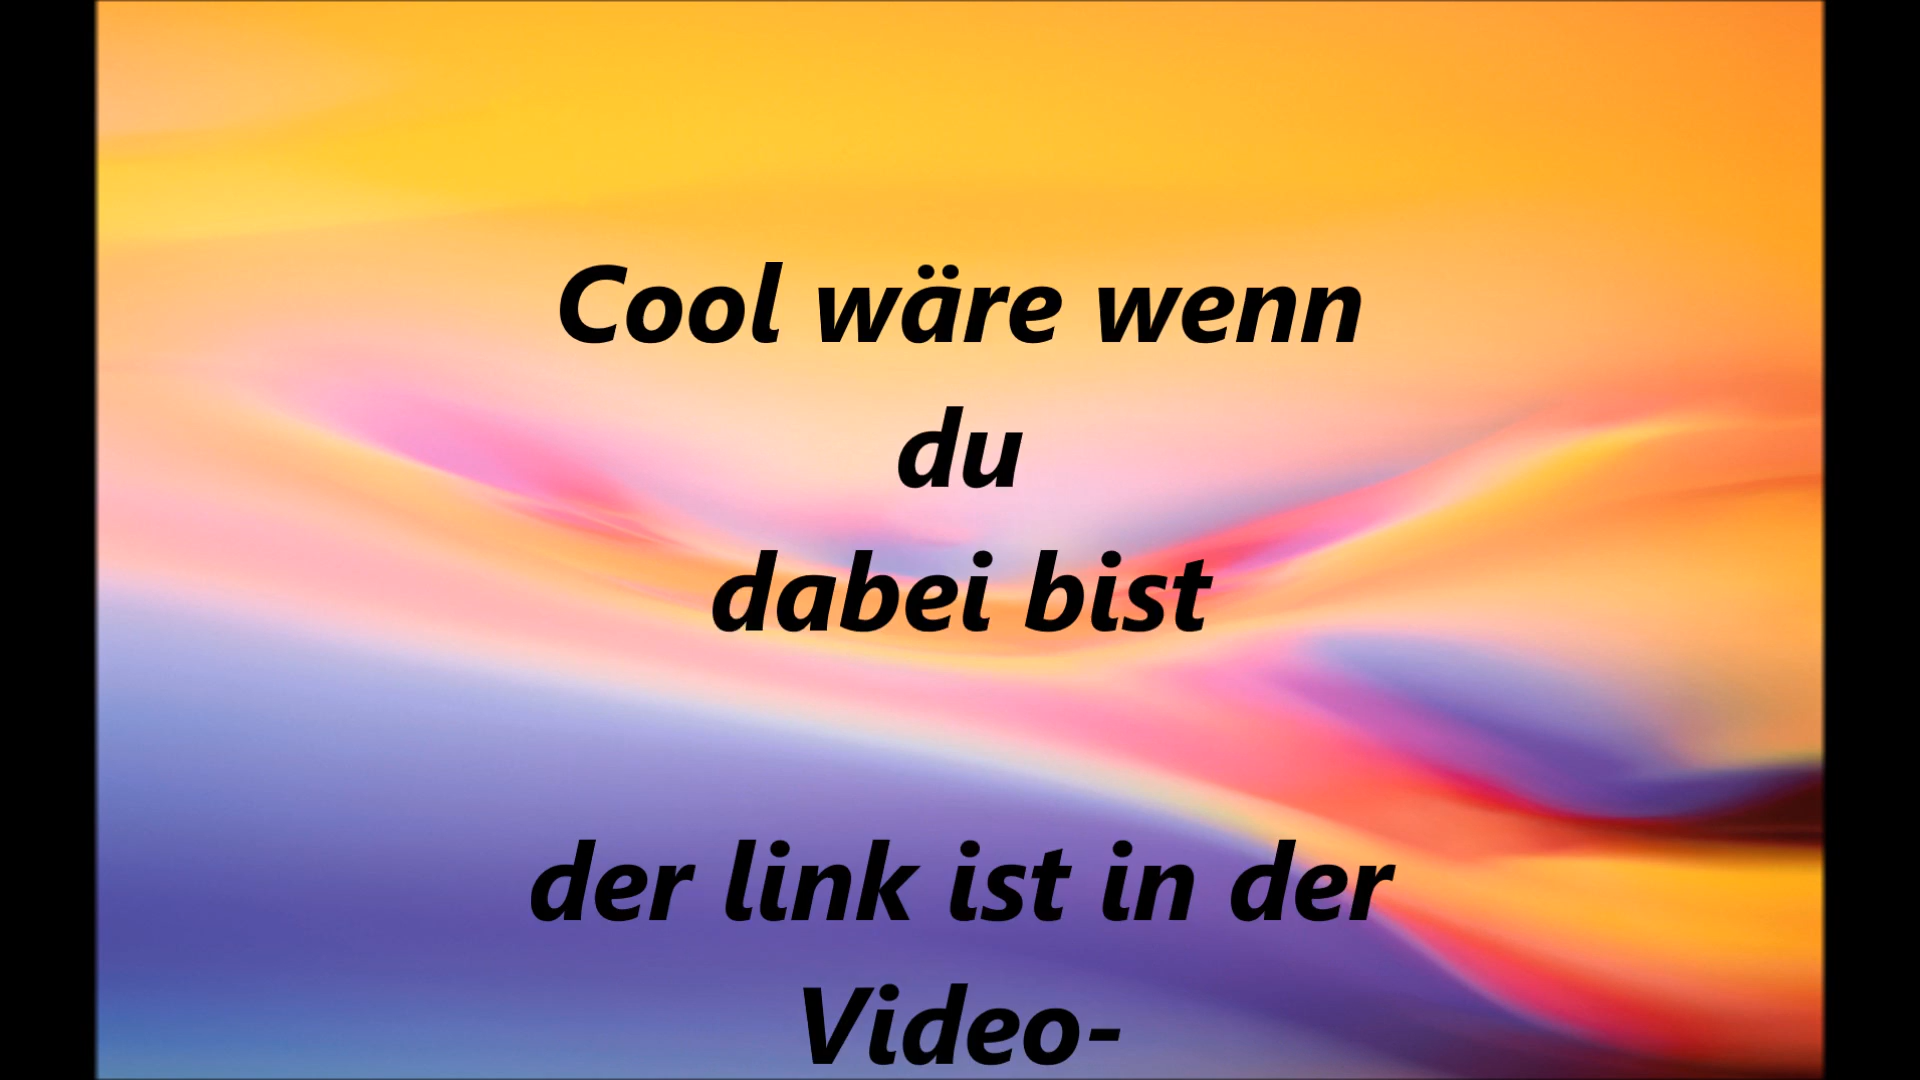 Cool wäre wenn
du
dabei bist
der link ist in der
Video-